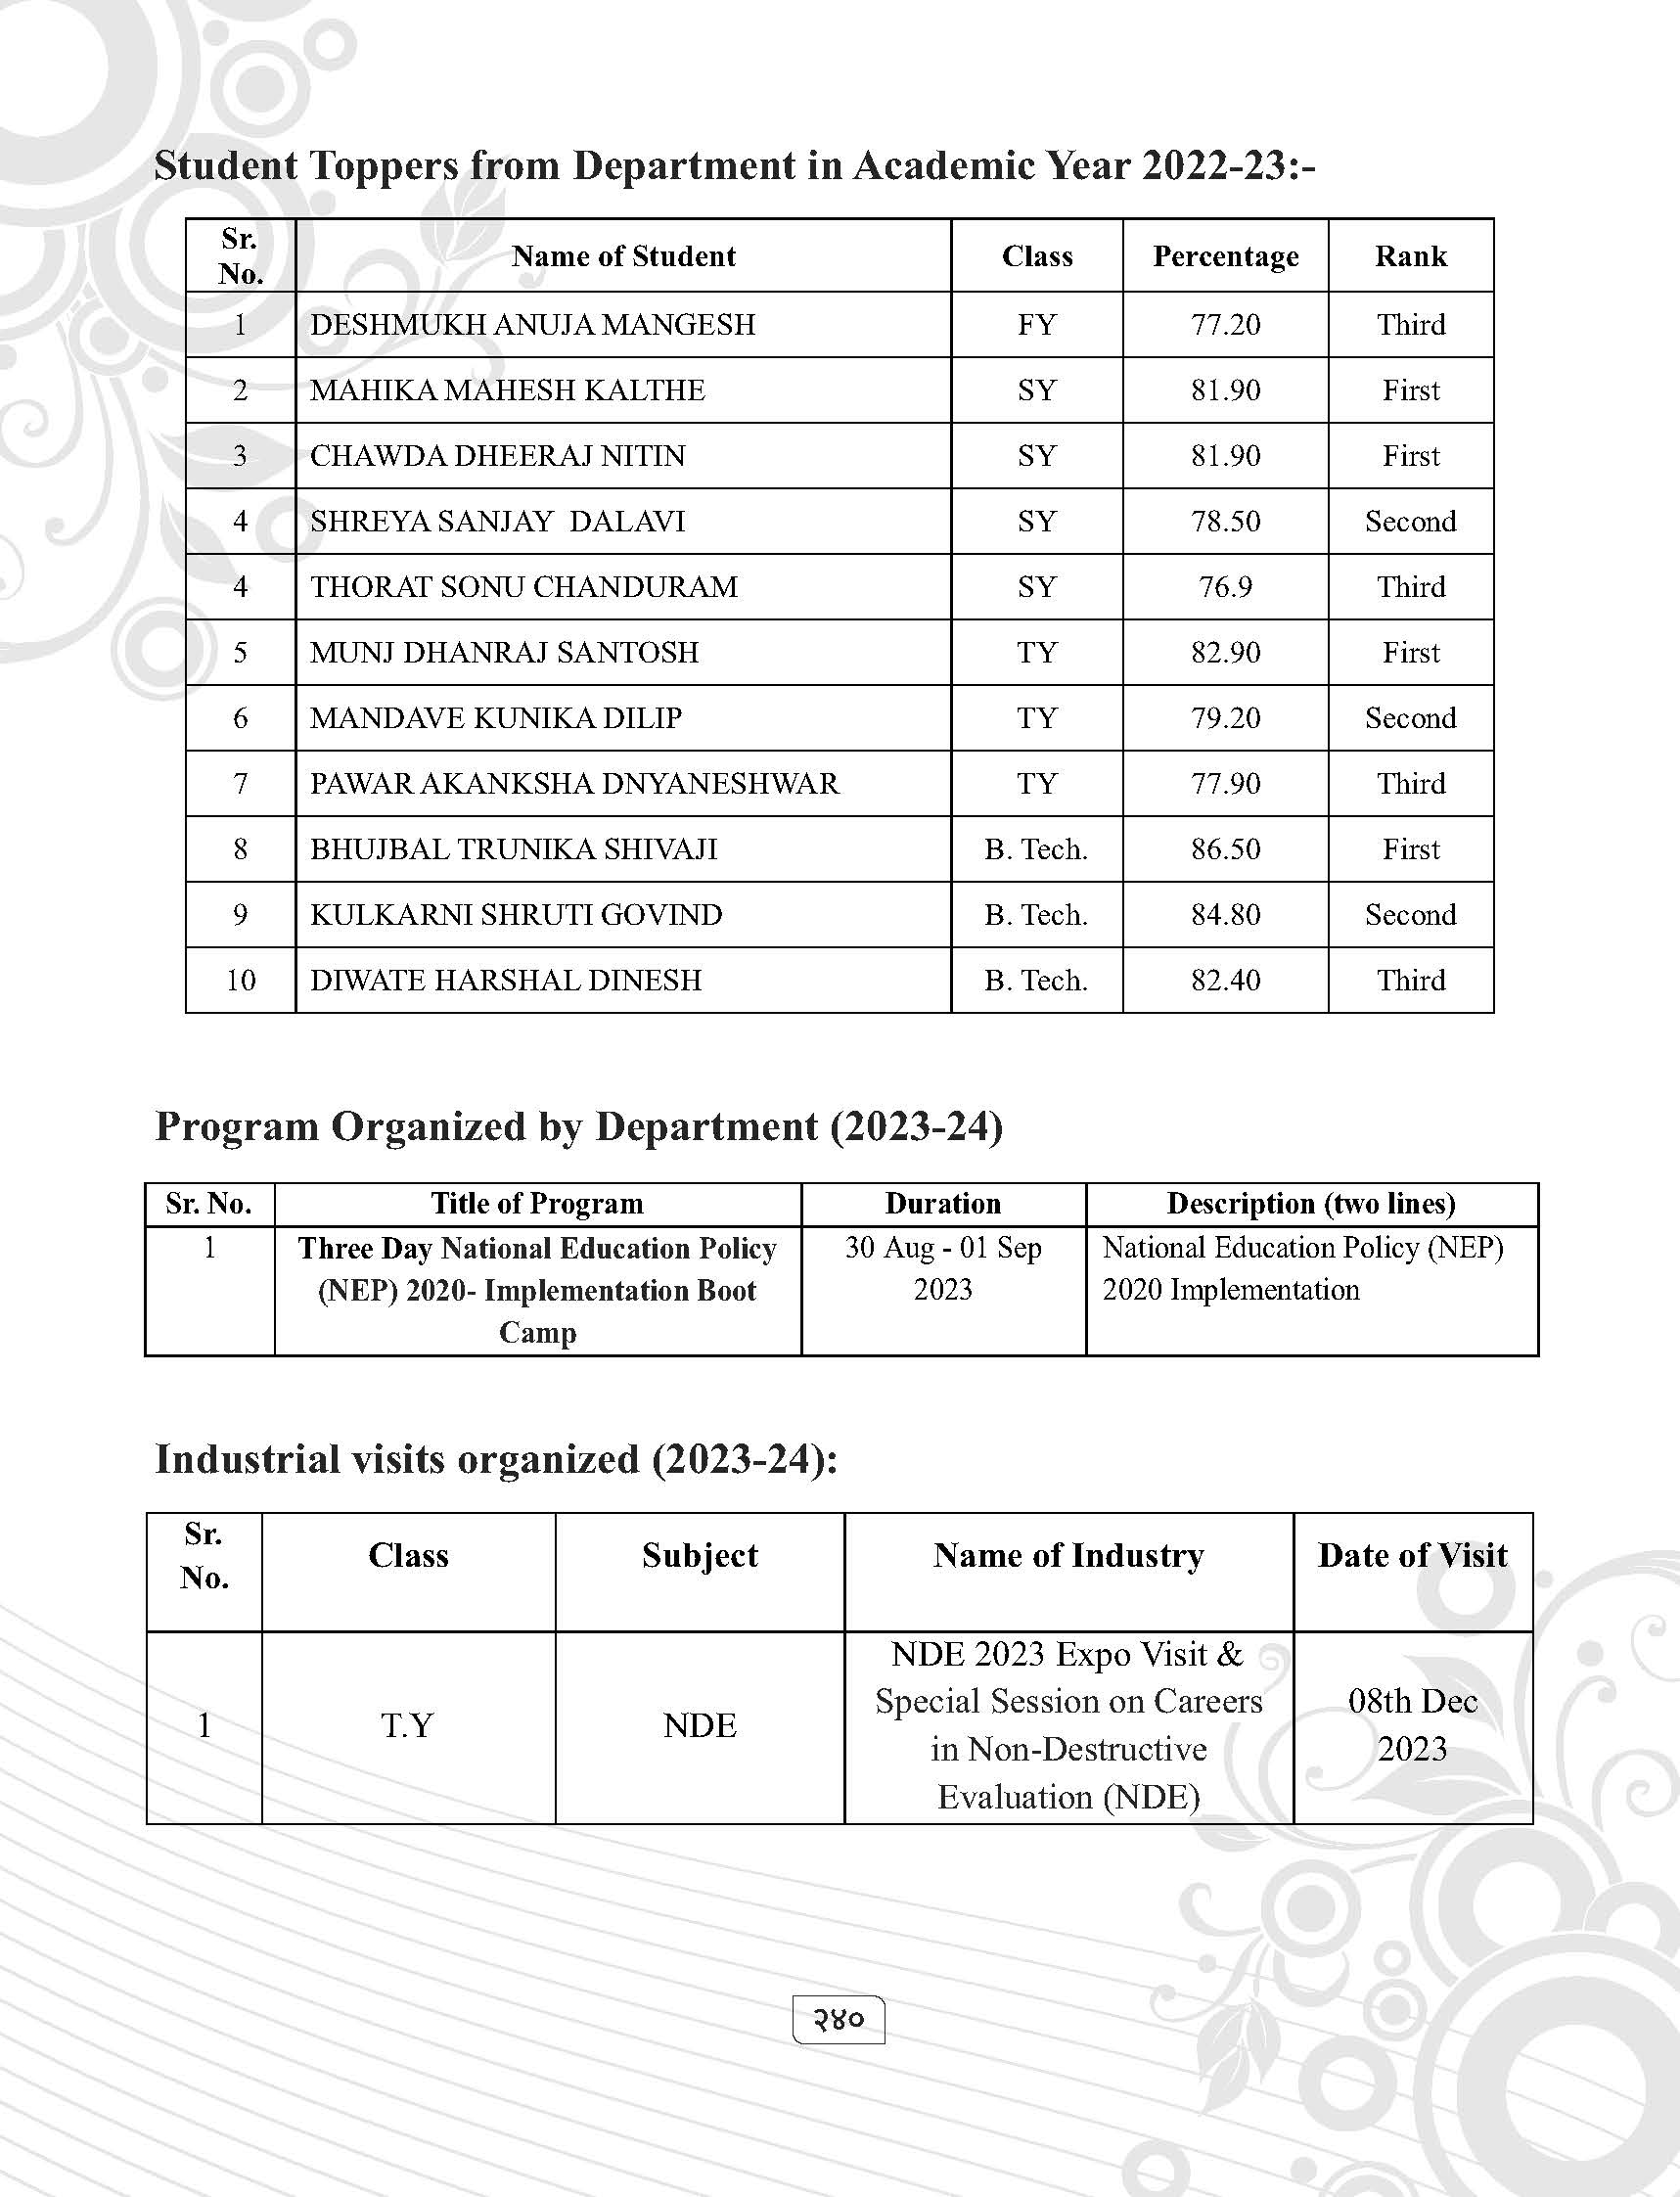 Student Toppers from Department in Academic Year 2022-23:-
Sr. No. Name of Student Class Percentage Rank
1 DESHMUKH ANUJA MANGESH FY 77.20 Third
2 MAHIKA MAHESH KALTHE SY 81.90 First
3 CHAWDA DHEERAJ NITIN SY 81.90 First
4 SHREYA SANJAY DALAVI SY 78.50 Second
4 THORAT SONU CHANDURAM SY 76.9 Third
5 MUNJ DHANRAJ SANTOSH TY 82.90 First
6 MANDAVE KUNIKA DILIP TY 79.20 Second
7 PAWAR AKANKSHA DNYANESHWAR TY 77.90 Third
8 BHUJBAL TRUNIKA SHIVAJI B. Tech. 86.50 First
9 KULKARNI SHRUTI GOVIND B. Tech. 84.80 Second
10 DIWATE HARSHAL DINESH B. Tech. 82.40 Third
Program Organized by Department (2023-24)
Sr. No. Title of Program Duration Description (two lines)
1 Three Day National Education Policy 30 Aug - 01 Sep National Education Policy (NEP)
(NEP) 2020- Implementation Boot 2023 2020 Implementation
Camp
Industrial visits organized (2023-24):
Sr.
No. Class Subject Name of Industry Date of Visit
NDE 2023 Expo Visit &
Special Session on Careers 08th Dec
1 T.Y NDE
in Non-Destructive 2023
Evaluation (NDE)
२४०